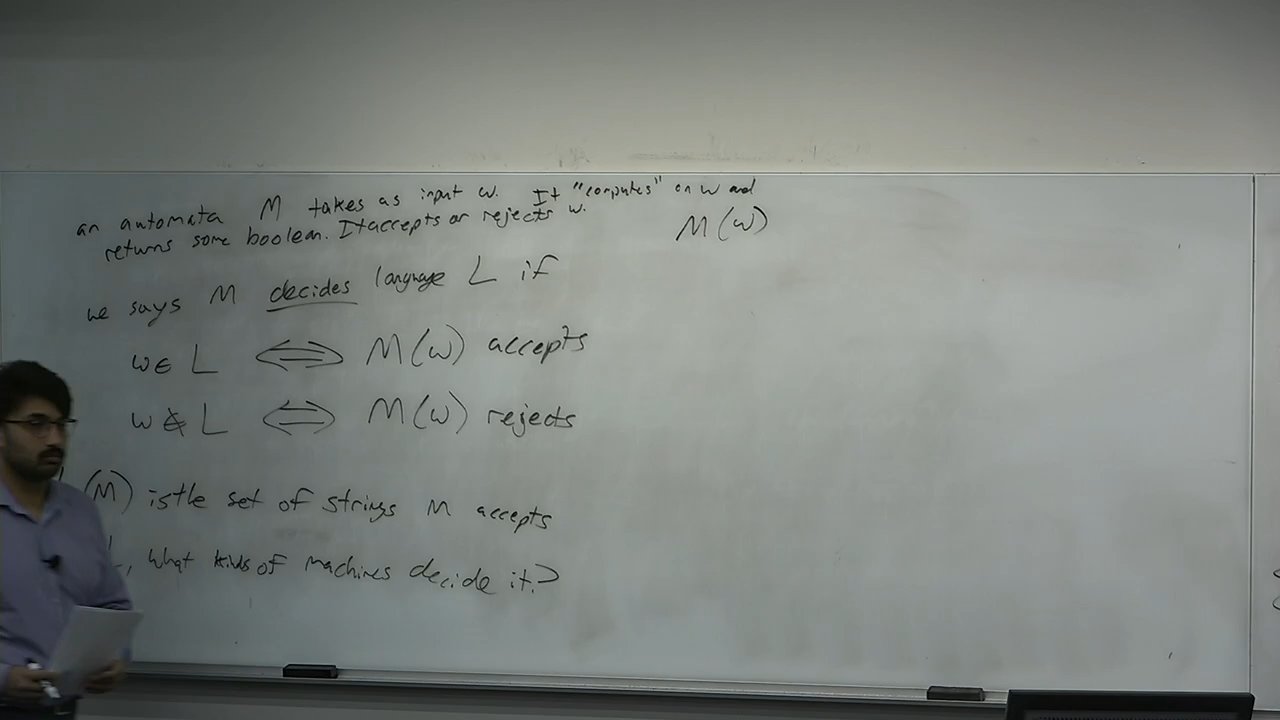 an automata M takes as input w. It "computes" on w and
returns some boolean. It accepts or rejects w.
M(w)
we says M decides language L if
w∈ L ⟺ M(w) accepts
w∉ L ⟺ M(w) rejects
(M) is the set of strings M accepts
, what kinds of machines decide it?